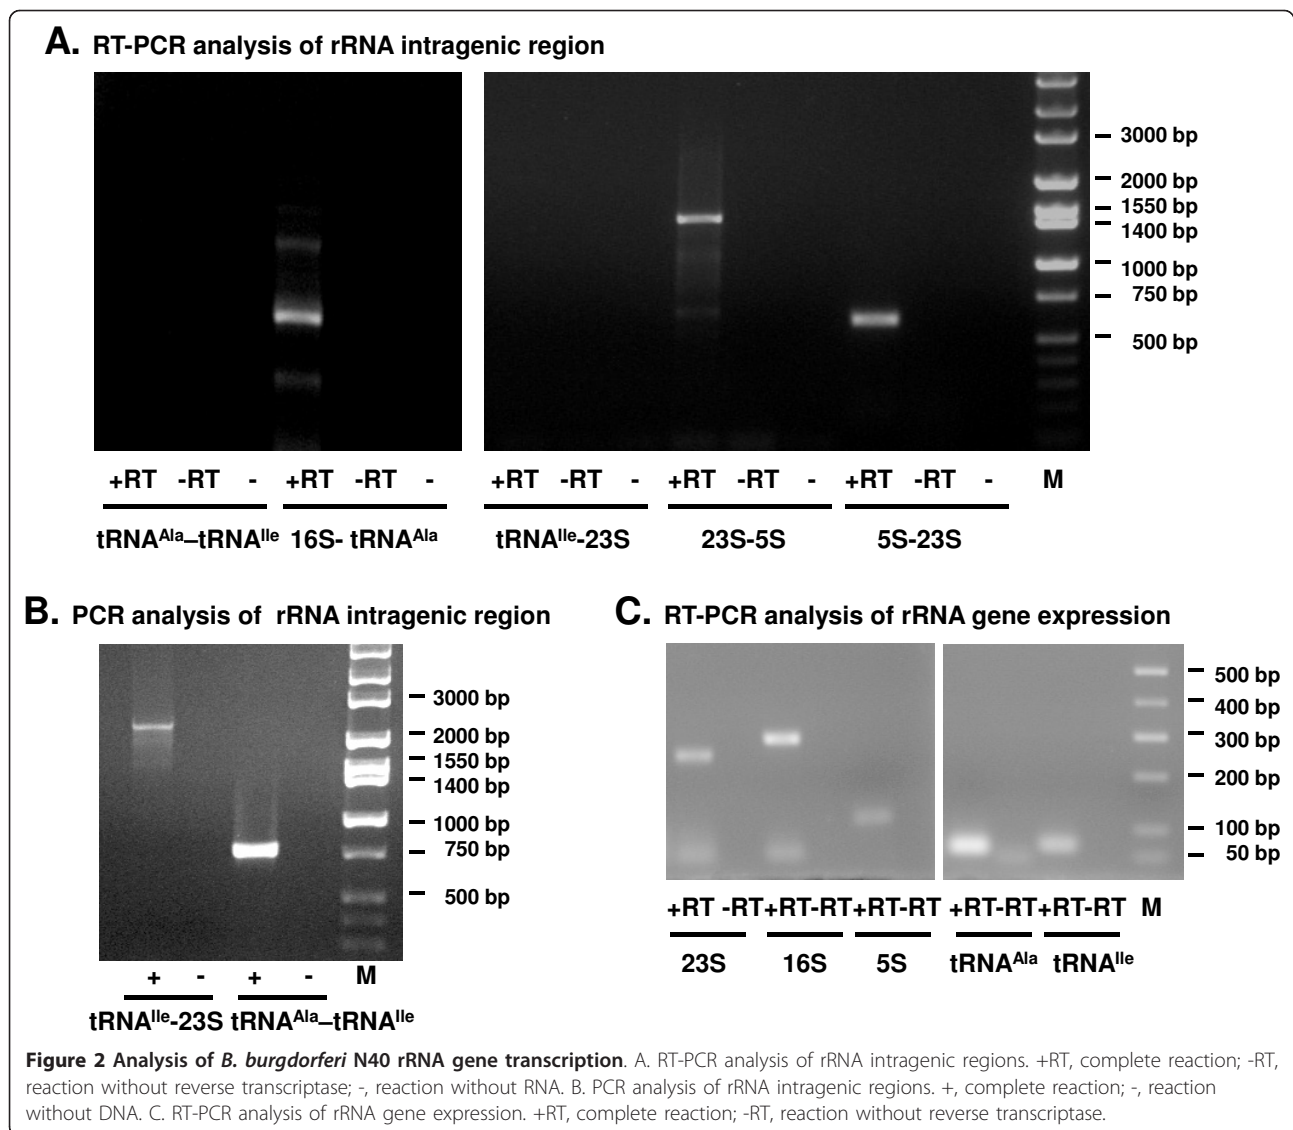 A. RT-PCR analysis of rRNA intragenic region
3000 bp
2000 bp
1550 bp
1400 bp
1000 bp
750 bp
500 bp
+RT -RT - +RT -RT - +RT -RT - +RT -RT - +RT -RT - M
tRNAAla–tRNAIle 16S- tRNAAla tRNAIle-23S 23S-5S 5S-23S
B. PCR analysis of rRNA intragenic region
3000 bp
2000 bp
1550 bp
1400 bp
1000 bp
750 bp
500 bp
+ - + - M
tRNAIle-23S tRNAAla–tRNAIle
C. RT-PCR analysis of rRNA gene expression
500 bp
400 bp
300 bp
200 bp
100 bp
50 bp
+RT -RT+RT-RT+RT-RT +RT-RT+RT-RT M
23S 16S 5S tRNAAla tRNAIle
Figure 2 Analysis of B. burgdorferi N40 rRNA gene transcription. A. RT-PCR analysis of rRNA intragenic regions. +RT, complete reaction; -RT,
reaction without reverse transcriptase; -, reaction without RNA. B. PCR analysis of rRNA intragenic regions. +, complete reaction; -, reaction
without DNA. C. RT-PCR analysis of rRNA gene expression. +RT, complete reaction; -RT, reaction without reverse transcriptase.